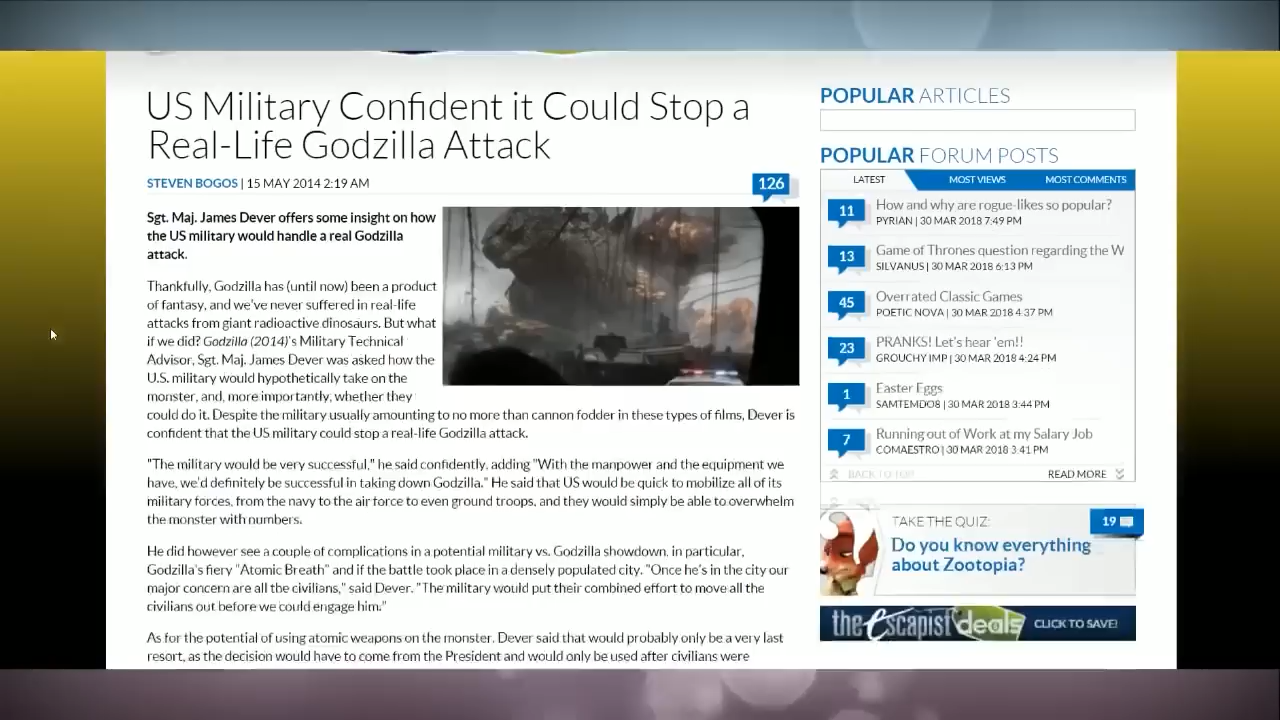 US Military Confident it Could Stop a
Real-Life Godzilla Attack
STEVEN BOGOS | 15 MAY 2014 2:19 AM
126
Sgt. Maj. James Dever offers some insight on how
the US military would handle a real Godzilla
attack.
Thankfully, Godzilla has (until now) been a product
of fantasy, and we've never suffered in real-life
attacks from giant radioactive dinosaurs. But what
if we did? Godzilla (2014)'s Military Technical
Advisor, Sgt. Maj. James Dever was asked how the
U.S. military would hypothetically take on the
monster, and, more importantly, whether they
could do it. Despite the military usually amounting to no more than cannon fodder in these types of films, Dever is
confident that the US military could stop a real-life Godzilla attack.
"The military would be very successful," he said confidently, adding "With the manpower and the equipment we
have, we'd definitely be successful in taking down Godzilla." He said that US would be quick to mobilize all of its
military forces, from the navy to the air force to even ground troops, and they would simply be able to overwhelm
the monster with numbers.
He did however see a couple of complications in a potential military vs. Godzilla showdown, in particular,
Godzilla's fiery "Atomic Breath" and if the battle took place in a densely populated city. "Once he's in the city our
major concern are all the civilians," said Dever. "The military would put their combined effort to move all the
civilians out before we could engage him."
As for the potential of using atomic weapons on the monster, Dever said that would probably only be a very last
resort, as the decision would have to come from the President and would only be used after civilians were
POPULAR ARTICLES
POPULAR FORUM POSTS
LATEST MOST VIEWS MOST COMMENTS
11 How and why are rogue-likes so popular?
PYRIAN | 30 MAR 2018 7:49 PM
13 Game of Thrones question regarding the W
SILVANUS | 30 MAR 2018 6:13 PM
45 Overrated Classic Games
POETIC NOVA | 30 MAR 2018 4:37 PM
23 PRANKS! Let's hear 'em!!
GROUCHY IMP | 30 MAR 2018 4:24 PM
1 Easter Eggs
SAMTEMDO8 | 30 MAR 2018 3:44 PM
7 Running out of Work at my Salary Job
COMAESTRO | 30 MAR 2018 3:41 PM
BACK TO TOP READ MORE
TAKE THE QUIZ: 19
Do you know everything
about Zootopia?
the escapist deals CLICK TO SAVE!